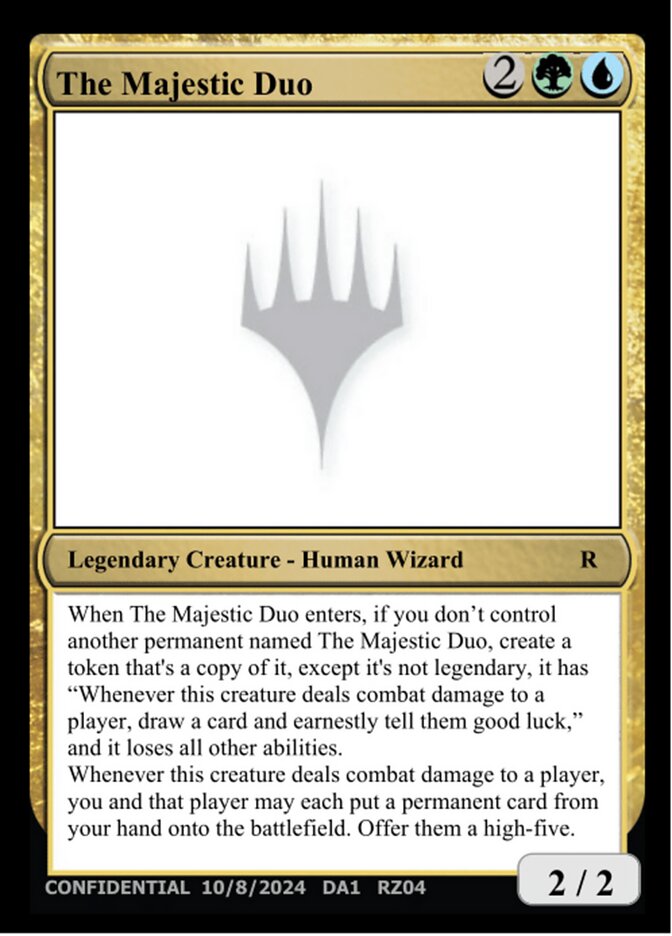 The Majestic Duo 2
Legendary Creature - Human Wizard R
When The Majestic Duo enters, if you don’t control
another permanent named The Majestic Duo, create a
token that's a copy of it, except it's not legendary, it has
“Whenever this creature deals combat damage to a
player, draw a card and earnestly tell them good luck,”
and it loses all other abilities.
Whenever this creature deals combat damage to a player,
you and that player may each put a permanent card from
your hand onto the battlefield. Offer them a high-five.
CONFIDENTIAL 10/8/2024 DA1 RZ04
2 / 2